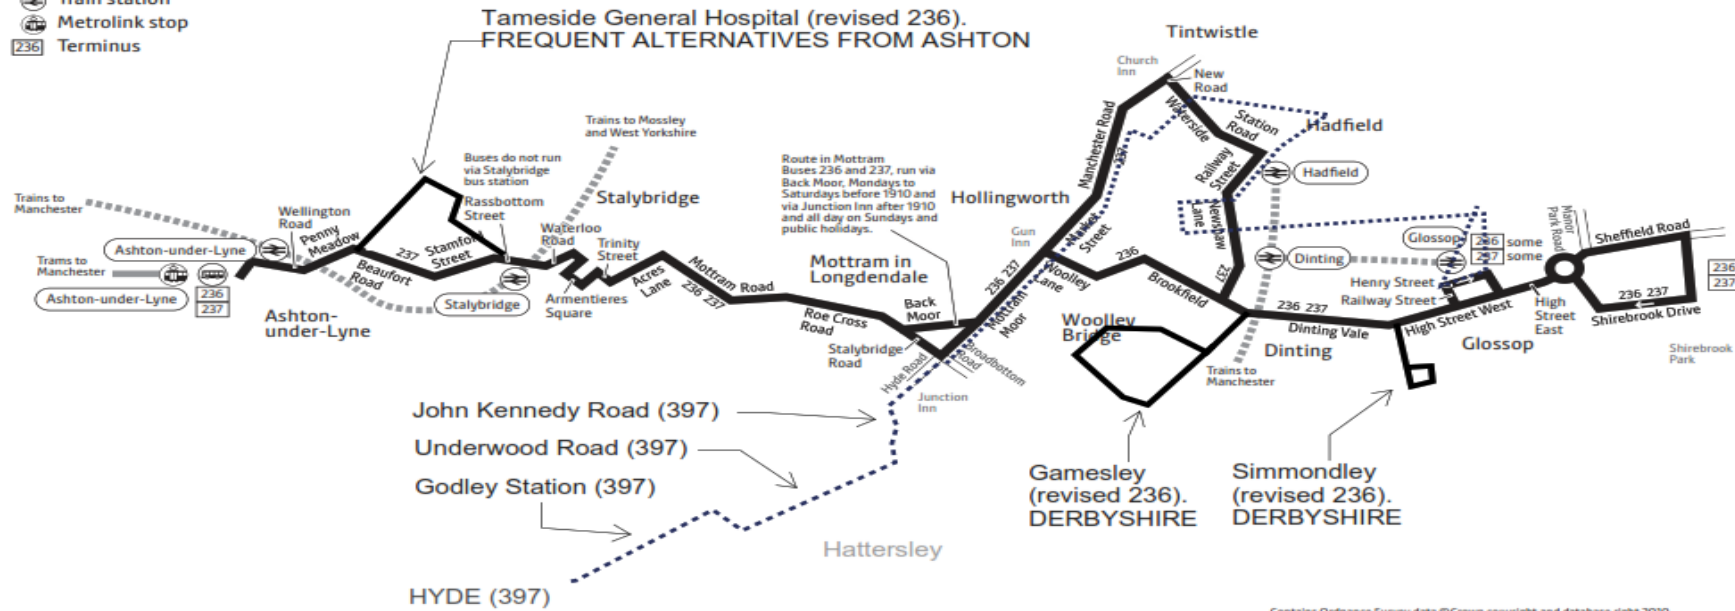 Train station
Metrolink stop
236 Terminus
Tameside General Hospital (revised 236).
FREQUENT ALTERNATIVES FROM ASHTON
Tintwistle
Church
Inn
New
Road
Waterside
Station
Road
Hadfield
Manchester Road
237
Railway
Street
Hadfield
Trains to Mossley
and West Yorkshire
Buses do not run
via Stalybridge
bus station
Route in Mottram
Buses 236 and 237, run via
Back Moor, Mondays to
Saturdays before 1910 and
via Junction Inn after 1910
and all day on Sundays and
public holidays.
Trains to
Manchester
Wellington
Road
Penny
Meadow
Rassbottom
Street
Stalybridge
Hollingworth
Newshaw
Lane
237
Manor
Park Road
Sheffield Road
Ashton-under-Lyne
237
Stamford
Street
Waterloo
Road
Trinity
Street
Gun
Inn
Market
Street
Glossop
236 some
237 some
Trams to
Manchester
Ashton-under-Lyne
236
237
Beaufort
Road
Stalybridge
Acres
Lane
Armentieres
Square
Mottram Road
236 237
Mottram in
Longdendale
236 237
Woolley
Lane
236
Brookfield
Dinting
Henry Street
Railway Street
236
237
236 237
Shirebrook Drive
Ashton-
under-Lyne
Roe Cross
Road
Back
Moor
Mottram
Moor
Woolley
Bridge
236 237
Dinting Vale
High Street West
High
Street
East
Glossop
Dinting
Shirebrook
Park
Stalybridge
Road
Hyde Road
Broadbottom
Road
Junction
Inn
Trains to
Manchester
John Kennedy Road (397)
Underwood Road (397)
Godley Station (397)
Gamesley
(revised 236).
DERBYSHIRE
Simmondley
(revised 236).
DERBYSHIRE
Hattersley
HYDE (397)